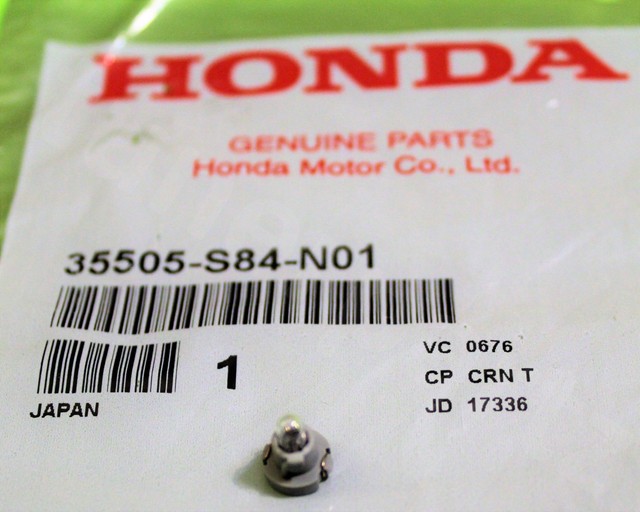 HONDA
GENUINE PARTS
Honda Motor Co., Ltd.
35505-S84-N01
1
JAPAN
VC 0676
CP CRN T
JD 17336